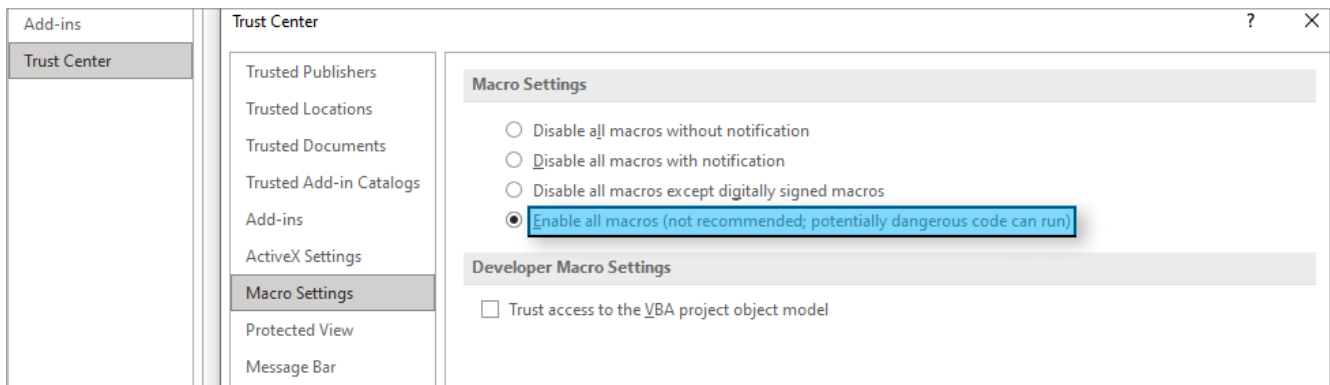 Add-ins
Trust Center
Trust Center
?
Trusted Publishers
Trusted Locations
Trusted Documents
Trusted Add-in Catalogs
Add-ins
ActiveX Settings
Macro Settings
Protected View
Message Bar
Macro Settings
Disable all macros without notification
Disable all macros with notification
Disable all macros except digitally signed macros
Enable all macros (not recommended; potentially dangerous code can run)
Developer Macro Settings
Trust access to the VBA project object model